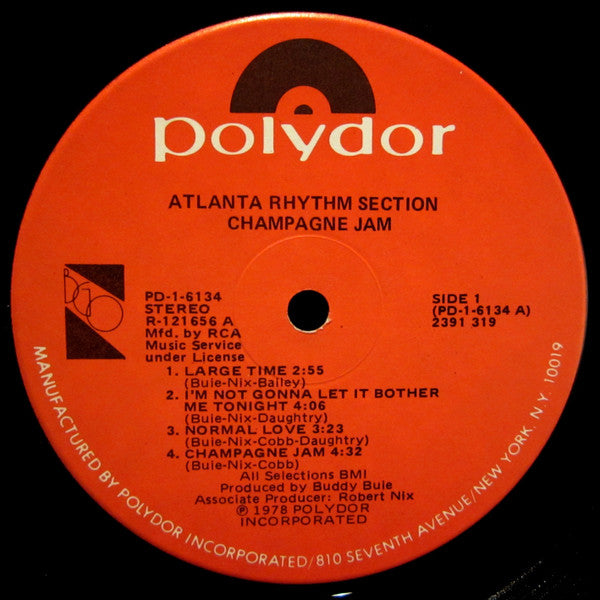 polydor
ATLANTA RHYTHM SECTION
CHAMPAGNE JAM
BGO
PD-1-6134
STEREO
R-121656 A
Mfd. by RCA
Music Service
under License
SIDE 1
(PD-1-6134 A)
2391 319
1. LARGE TIME 2:55
(Buie-Nix-Bailey)
2. I'M NOT GONNA LET IT BOTHER
ME TONIGHT 4:06
(Buie-Nix-Daughtry)
3. NORMAL LOVE 3:23
(Buie-Nix-Cobb-Daughtry)
4. CHAMPAGNE JAM 4:32
(Buie-Nix-Cobb)
All Selections BMI
Produced by Buddy Buie
Associate Producer: Robert Nix
℗ 1978 POLYDOR
INCORPORATED
MANUFACTURED BY POLYDOR INCORPORATED/810 SEVENTH AVENUE/NEW YORK, N.Y. 10019